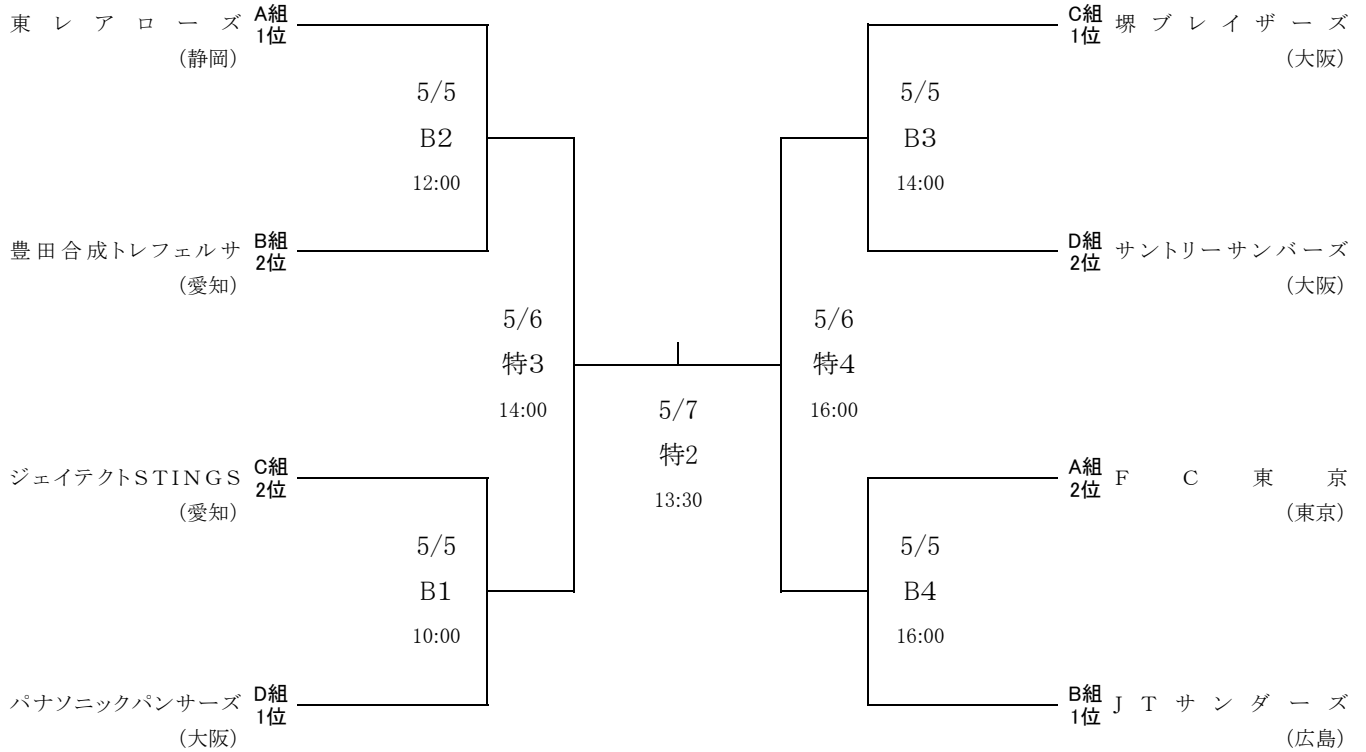 東レアローズ A組 1位
(静岡)
5/5
B2
12:00
豊田合成トレフェルサ B組 2位
(愛知)
5/6
特3
14:00
ジェイテクトSTINGS C組 2位
(愛知)
5/5
B1
10:00
パナソニックパンサーズ D組 1位
(大阪)
5/7
特2
13:30
C組 1位 堺ブレイザーズ
(大阪)
5/5
B3
14:00
D組 2位 サントリーサンバーズ
(大阪)
5/6
特4
16:00
A組 2位 FC東京
(東京)
5/5
B4
16:00
B組 1位 JTサンダーズ
(広島)